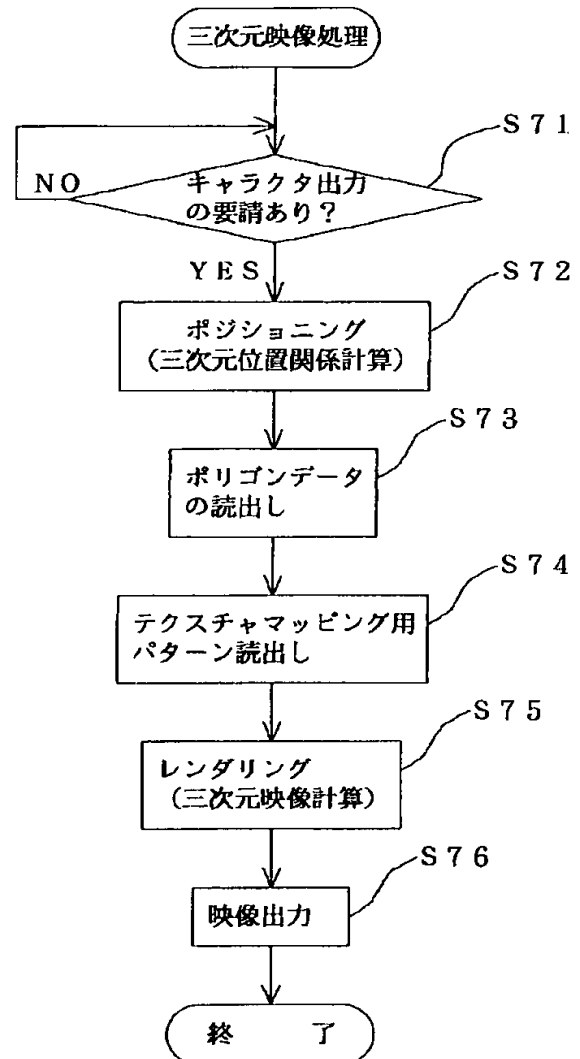 三次元映像処理
S71
NO
キャラクタ出力
の要請あり?
YES
S72
ポジショニング
(三次元位置関係計算)
S73
ポリゴンデータ
の読出し
S74
テクスチャマッピング用
パターン読出し
S75
レンダリング
(三次元映像計算)
S76
映像出力
終 了